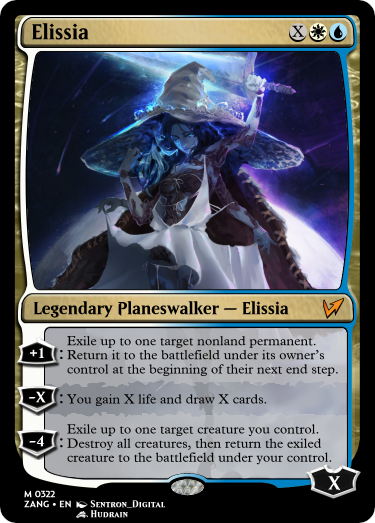 Elissia
X
Legendary Planeswalker — Elissia
+1: Exile up to one target nonland permanent.
Return it to the battlefield under its owner's
control at the beginning of their next end step.
-X: You gain X life and draw X cards.
-4: Exile up to one target creature you control.
Destroy all creatures, then return the exiled
creature to the battlefield under your control.
X
M 0322
ZANG • EN Sentron_Digital
Hudrain